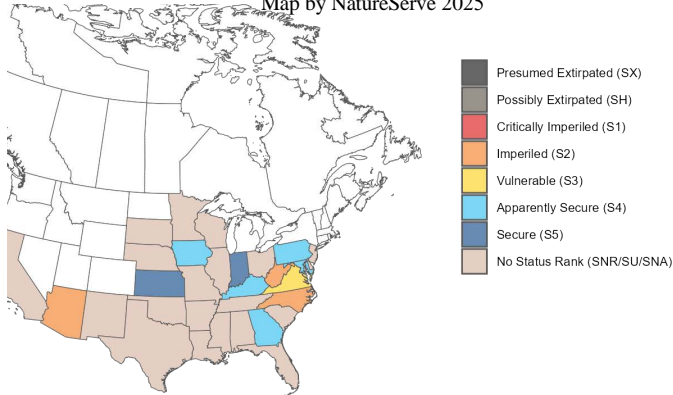 Map by NatureServe 2025
Presumed Extirpated (SX)
Possibly Extirpated (SH)
Critically Imperiled (S1)
Imperiled (S2)
Vulnerable (S3)
Apparently Secure (S4)
Secure (S5)
No Status Rank (SNR/SU/SNA)